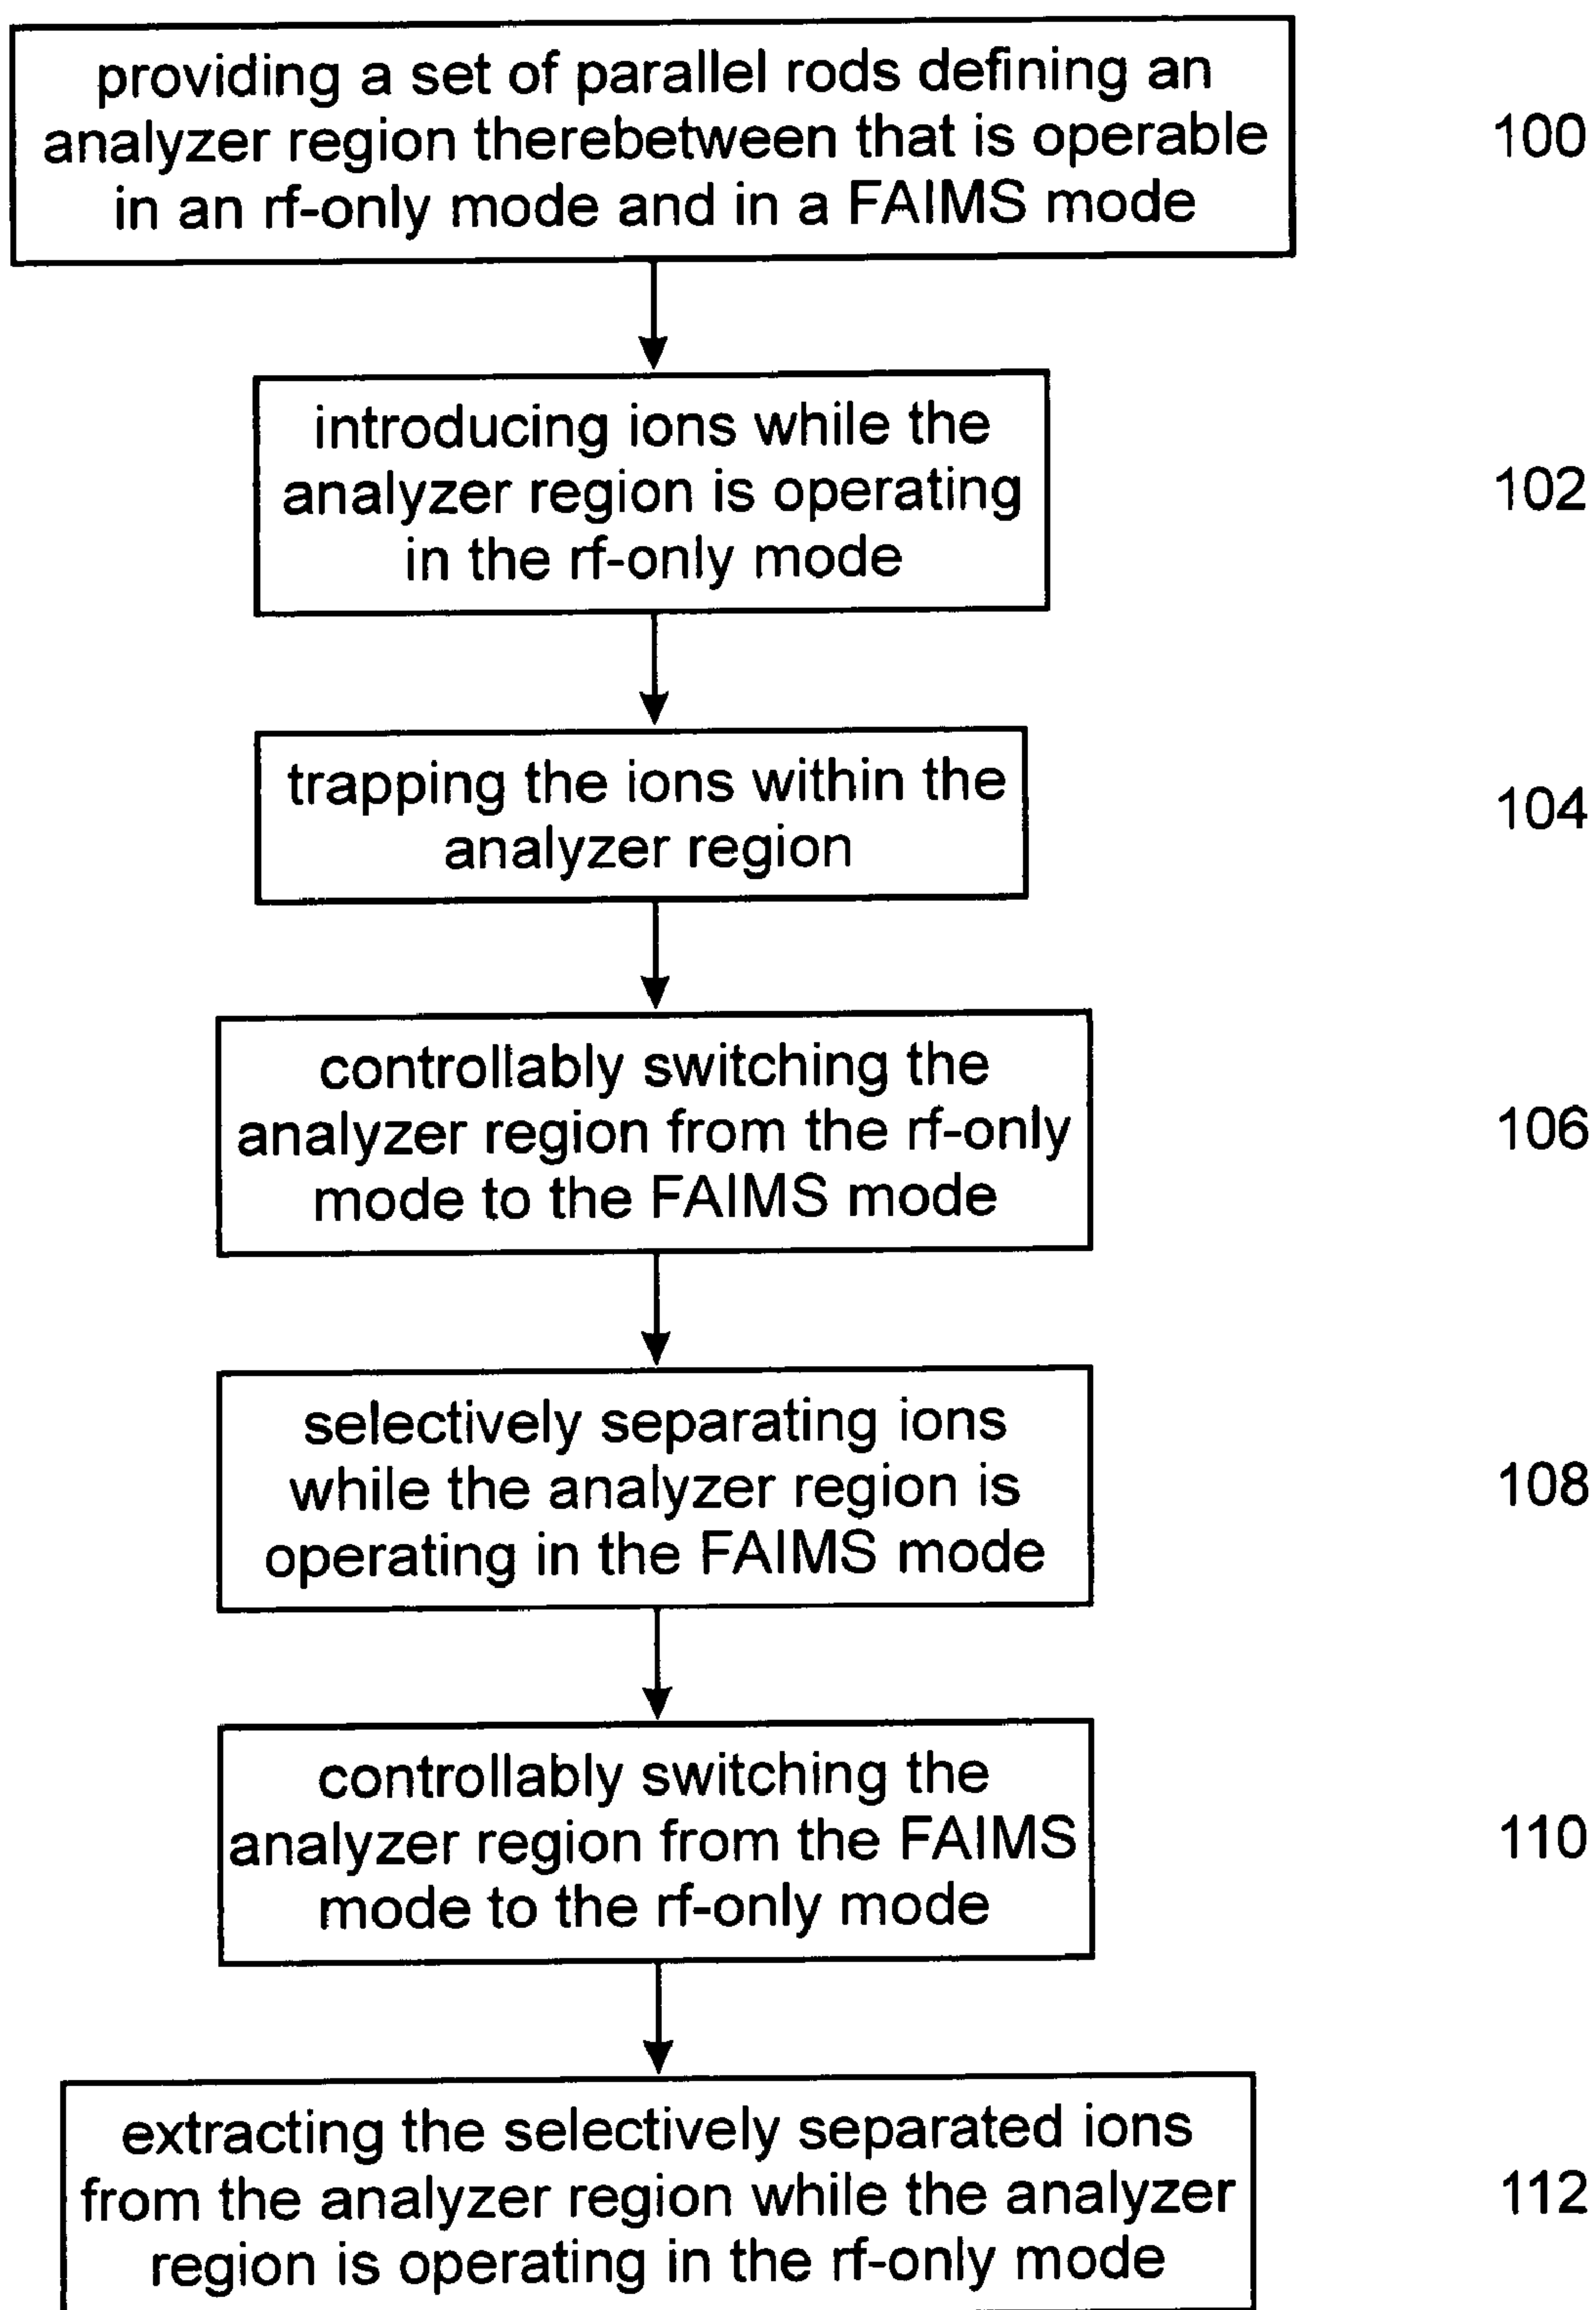 providing a set of parallel rods defining an
analyzer region therebetween that is operable
in an rf-only mode and in a FAIMS mode
100
introducing ions while the
analyzer region is operating
in the rf-only mode
102
trapping the ions within the
analyzer region
104
controllably switching the
analyzer region from the rf-only
mode to the FAIMS mode
106
selectively separating ions
while the analyzer region is
operating in the FAIMS mode
108
controllably switching the
analyzer region from the FAIMS
mode to the rf-only mode
110
extracting the selectively separated ions
from the analyzer region while the analyzer
region is operating in the rf-only mode
112